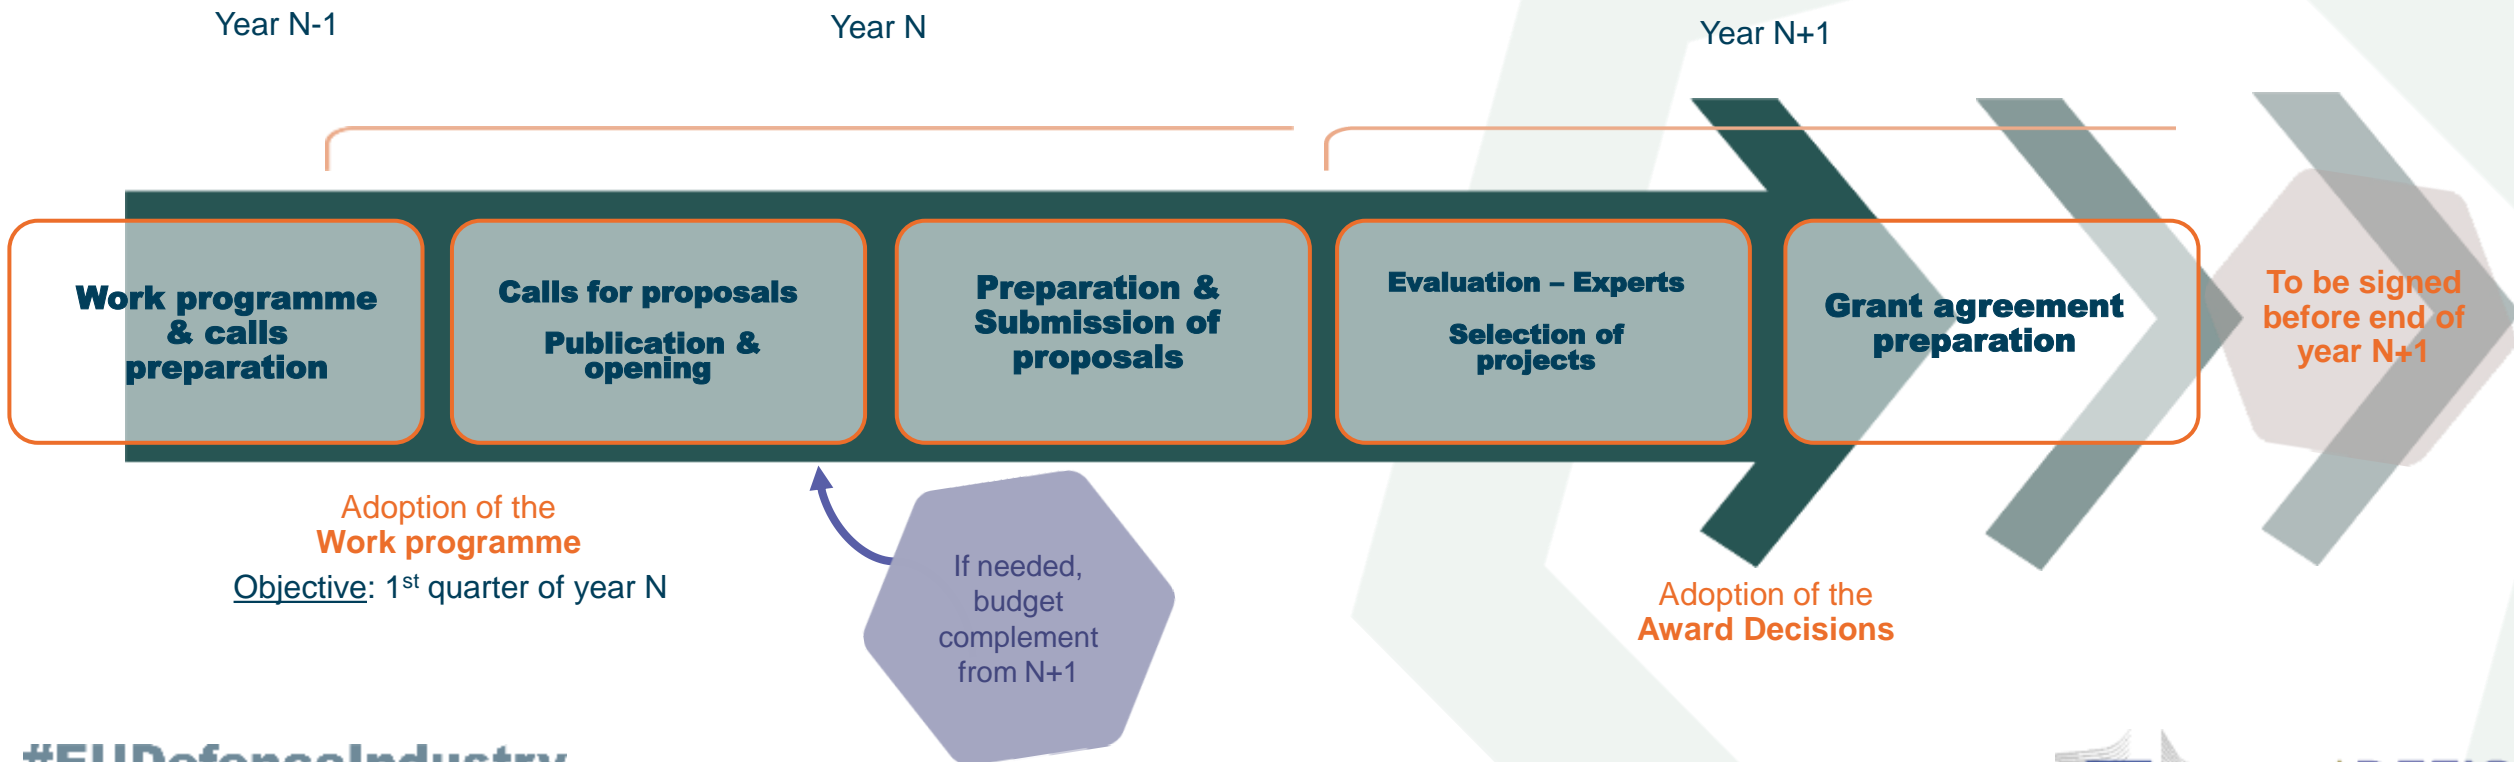 Year N-1
Year N
Year N+1
Work programme
& calls
preparation
Calls for proposals
Publication &
opening
Preparation &
Submission of
proposals
Evaluation – Experts
Selection of
projects
Grant agreement
preparation
To be signed
before end of
year N+1
Adoption of the
Work programme
Objective: 1st quarter of year N
If needed,
budget
complement
from N+1
Adoption of the
Award Decisions
#EUDefenseIndustry